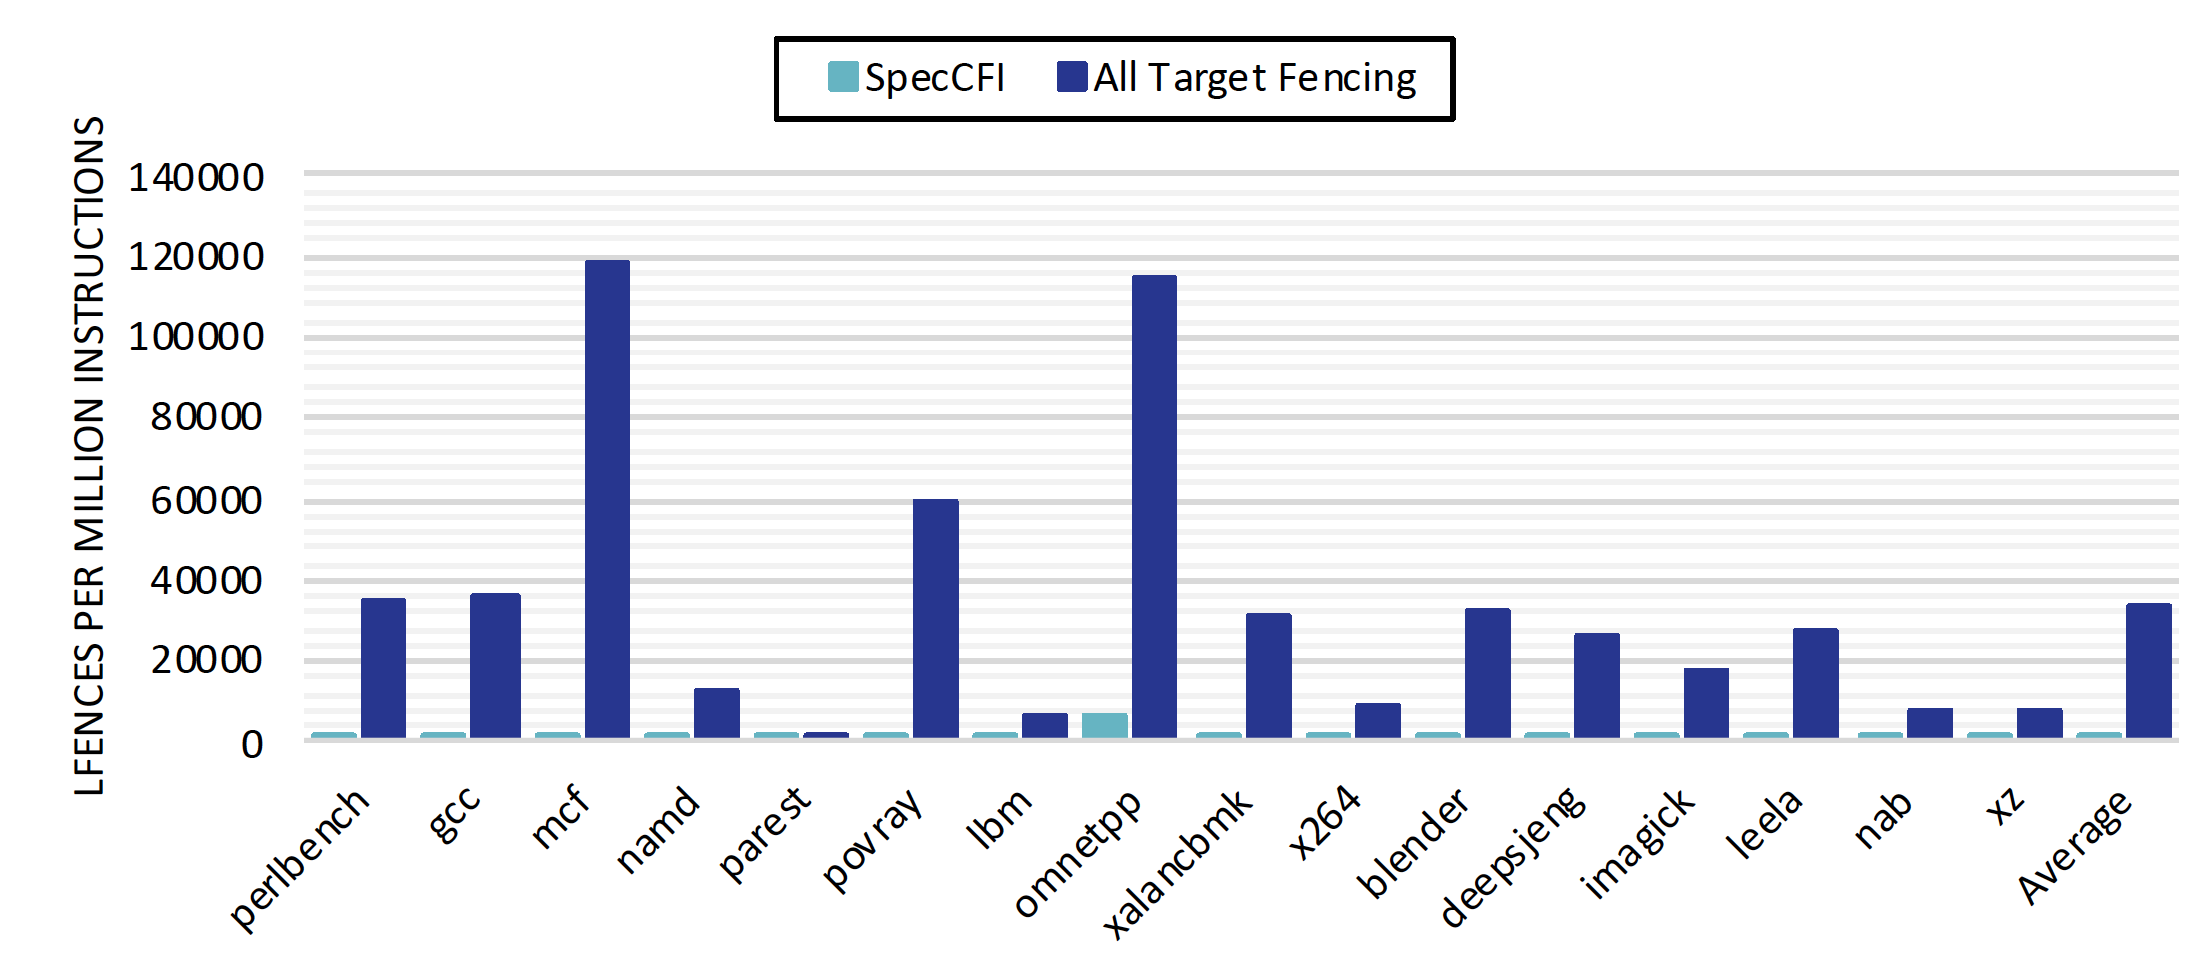 SpecCFI
All Target Fencing
LFENCES PER MILLION INSTRUCTIONS
140000
120000
100000
80000
60000
40000
20000
0
perlbench
gcc
mcf
namd
parest
povray
lbm
omnetpp
xalancbmk
x264
blender
deepsjeng
imagick
leela
nab
xz
Average